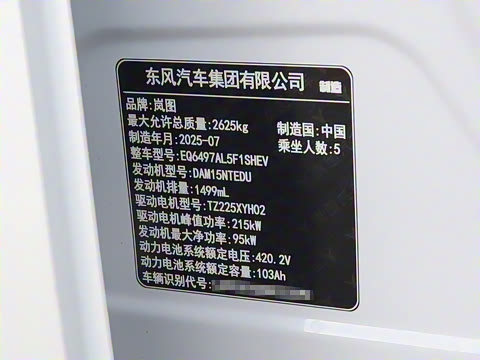 东风汽车集团有限公司 制造
品牌:岚图
最大允许总质量:2625kg 制造国:中国
制造年月:2025-07 乘坐人数:5
整车型号:EQ6497AL5F1SHEV
发动机型号:DAM15NTEDU
发动机排量:1499mL
驱动电机型号:TZ225XYH02
驱动电机峰值功率:215kW
发动机最大净功率:95kW
动力电池系统额定电压:420.2V
动力电池系统额定容量:103Ah
车辆识别代号: